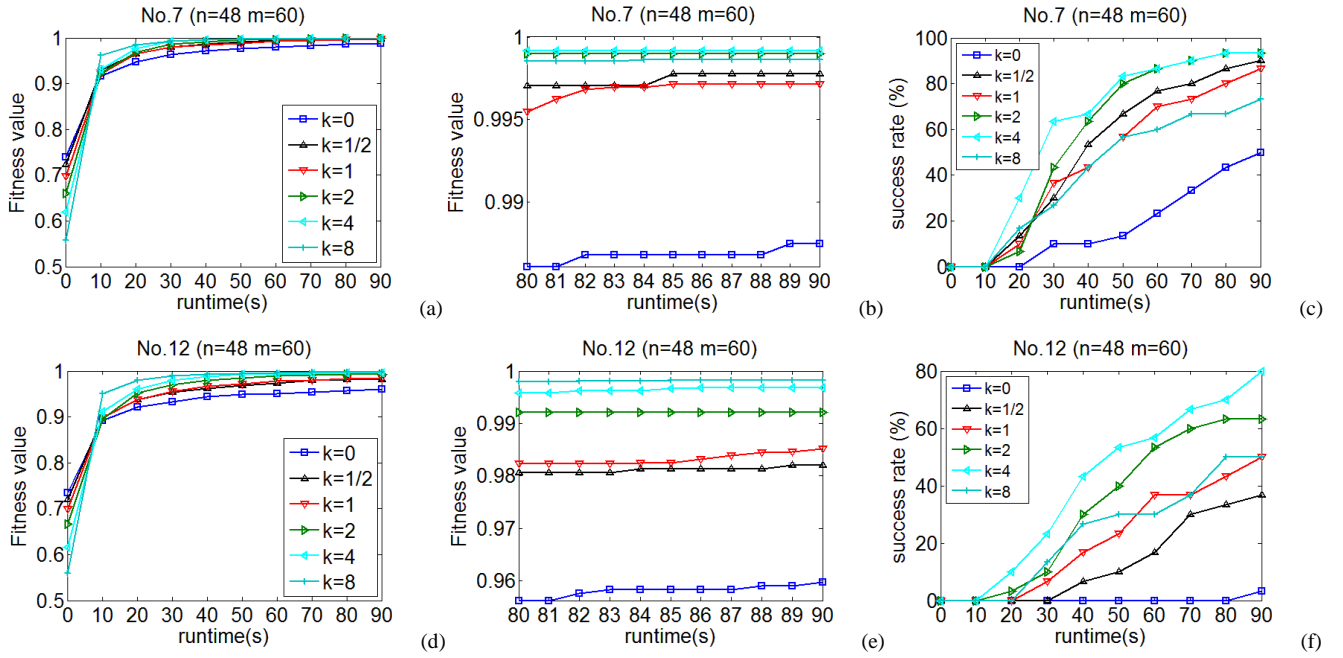 No.7 (n=48 m=60)
Fitness value
1
0.9
0.8
0.7
0.6
0.5
k=0
k=1/2
k=1
k=2
k=4
k=8
0 10 20 30 40 50 60 70 80 90
runtime(s)
(a)
No.7 (n=48 m=60)
Fitness value
1
0.995
0.99
80 81 82 83 84 85 86 87 88 89 90
runtime(s)
(b)
No.7 (n=48 m=60)
success rate (%)
100
80
60
40
20
0
k=0
k=1/2
k=1
k=2
k=4
k=8
0 10 20 30 40 50 60 70 80 90
runtime(s)
(c)
No.12 (n=48 m=60)
Fitness value
1
0.9
0.8
0.7
0.6
0.5
k=0
k=1/2
k=1
k=2
k=4
k=8
0 10 20 30 40 50 60 70 80 90
runtime(s)
(d)
No.12 (n=48 m=60)
Fitness value
1
0.99
0.98
0.97
0.96
80 81 82 83 84 85 86 87 88 89 90
runtime(s)
(e)
No.12 (n=48 m=60)
success rate (%)
80
60
40
20
0
k=0
k=1/2
k=1
k=2
k=4
k=8
0 10 20 30 40 50 60 70 80 90
runtime(s)
(f)